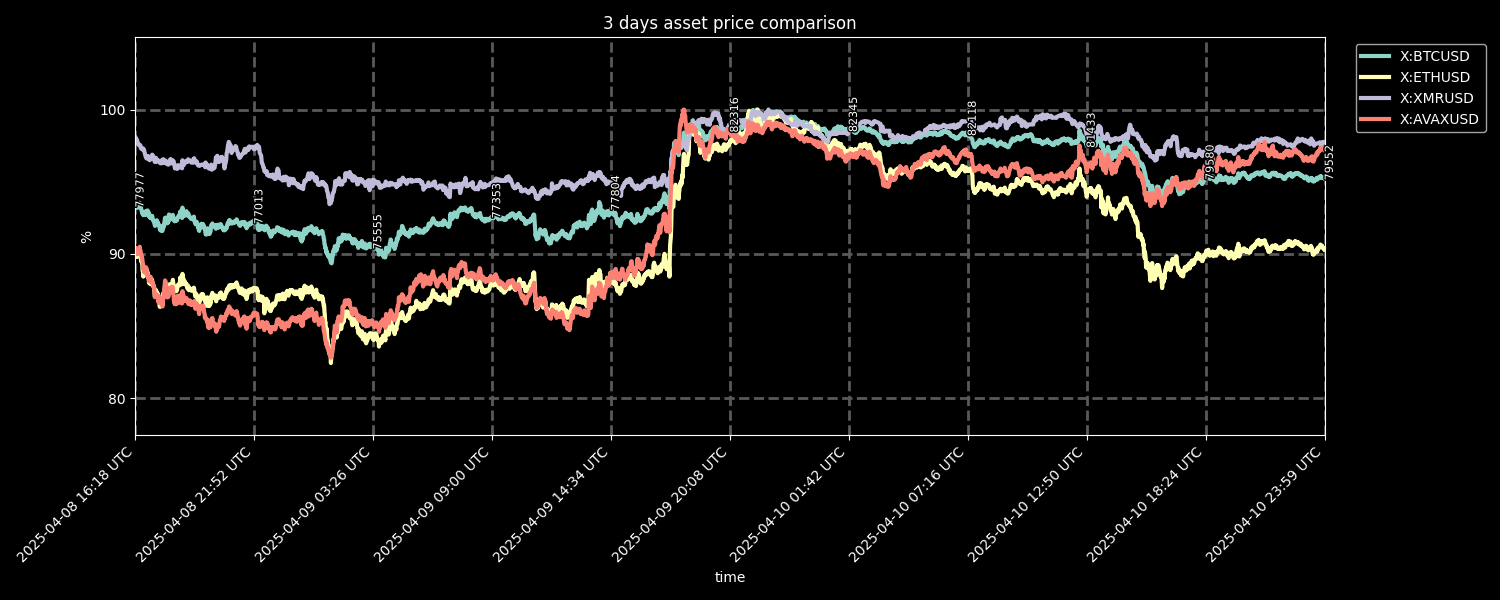 3 days asset price comparison
X:BTCUSD
X:ETHUSD
X:XMRUSD
X:AVAXUSD
%
100
90
80
77977
77013
75555
77353
77804
82316
82345
82118
81433
79580
79552
2025-04-08 16:18 UTC
2025-04-08 21:52 UTC
2025-04-09 03:26 UTC
2025-04-09 09:00 UTC
2025-04-09 14:34 UTC
2025-04-09 20:08 UTC
2025-04-10 01:42 UTC
2025-04-10 07:16 UTC
2025-04-10 12:50 UTC
2025-04-10 18:24 UTC
2025-04-10 23:59 UTC
time